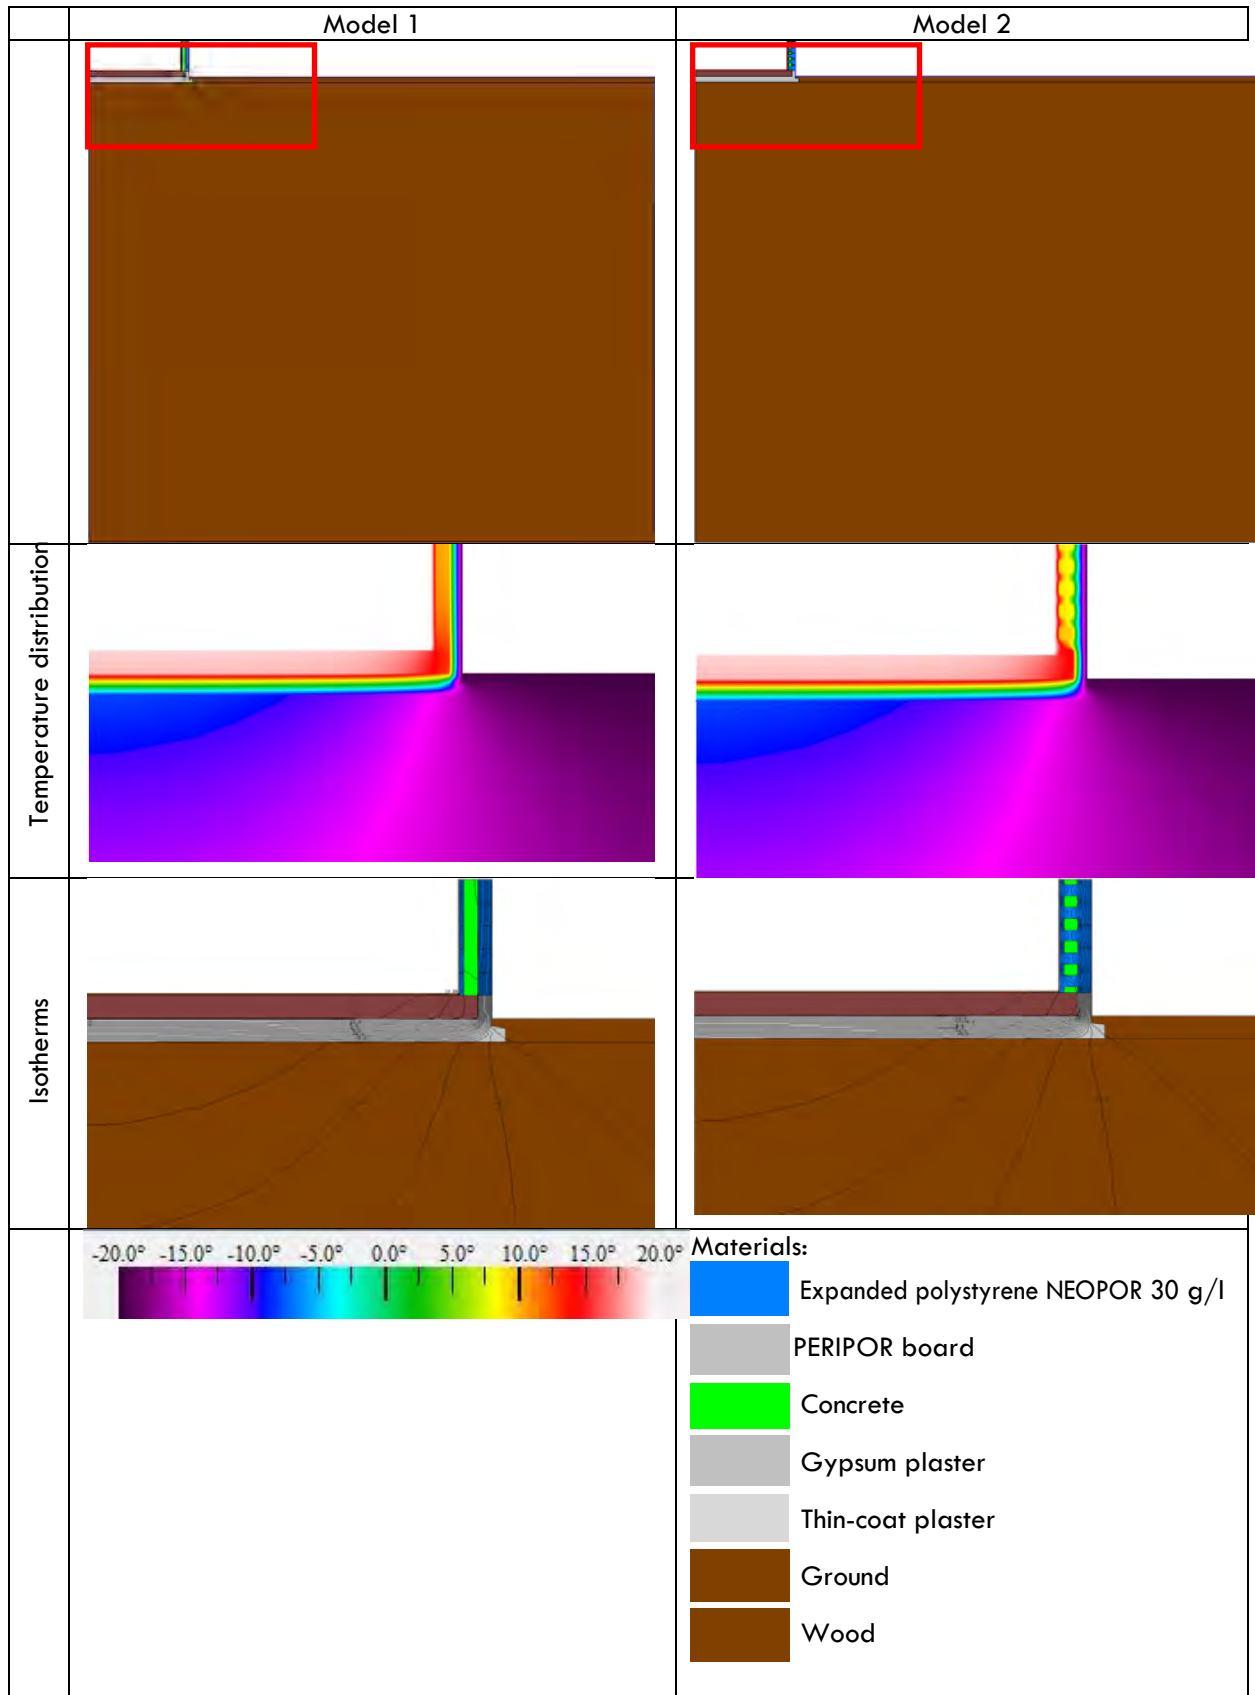 Model 1
Model 2
Temperature distribution
Isotherms
-20.0° -15.0° -10.0° -5.0° 0.0° 5.0° 10.0° 15.0° 20.0°
Materials:
Expanded polystyrene NEOPOR 30 g/l
PERIPOR board
Concrete
Gypsum plaster
Thin-coat plaster
Ground
Wood